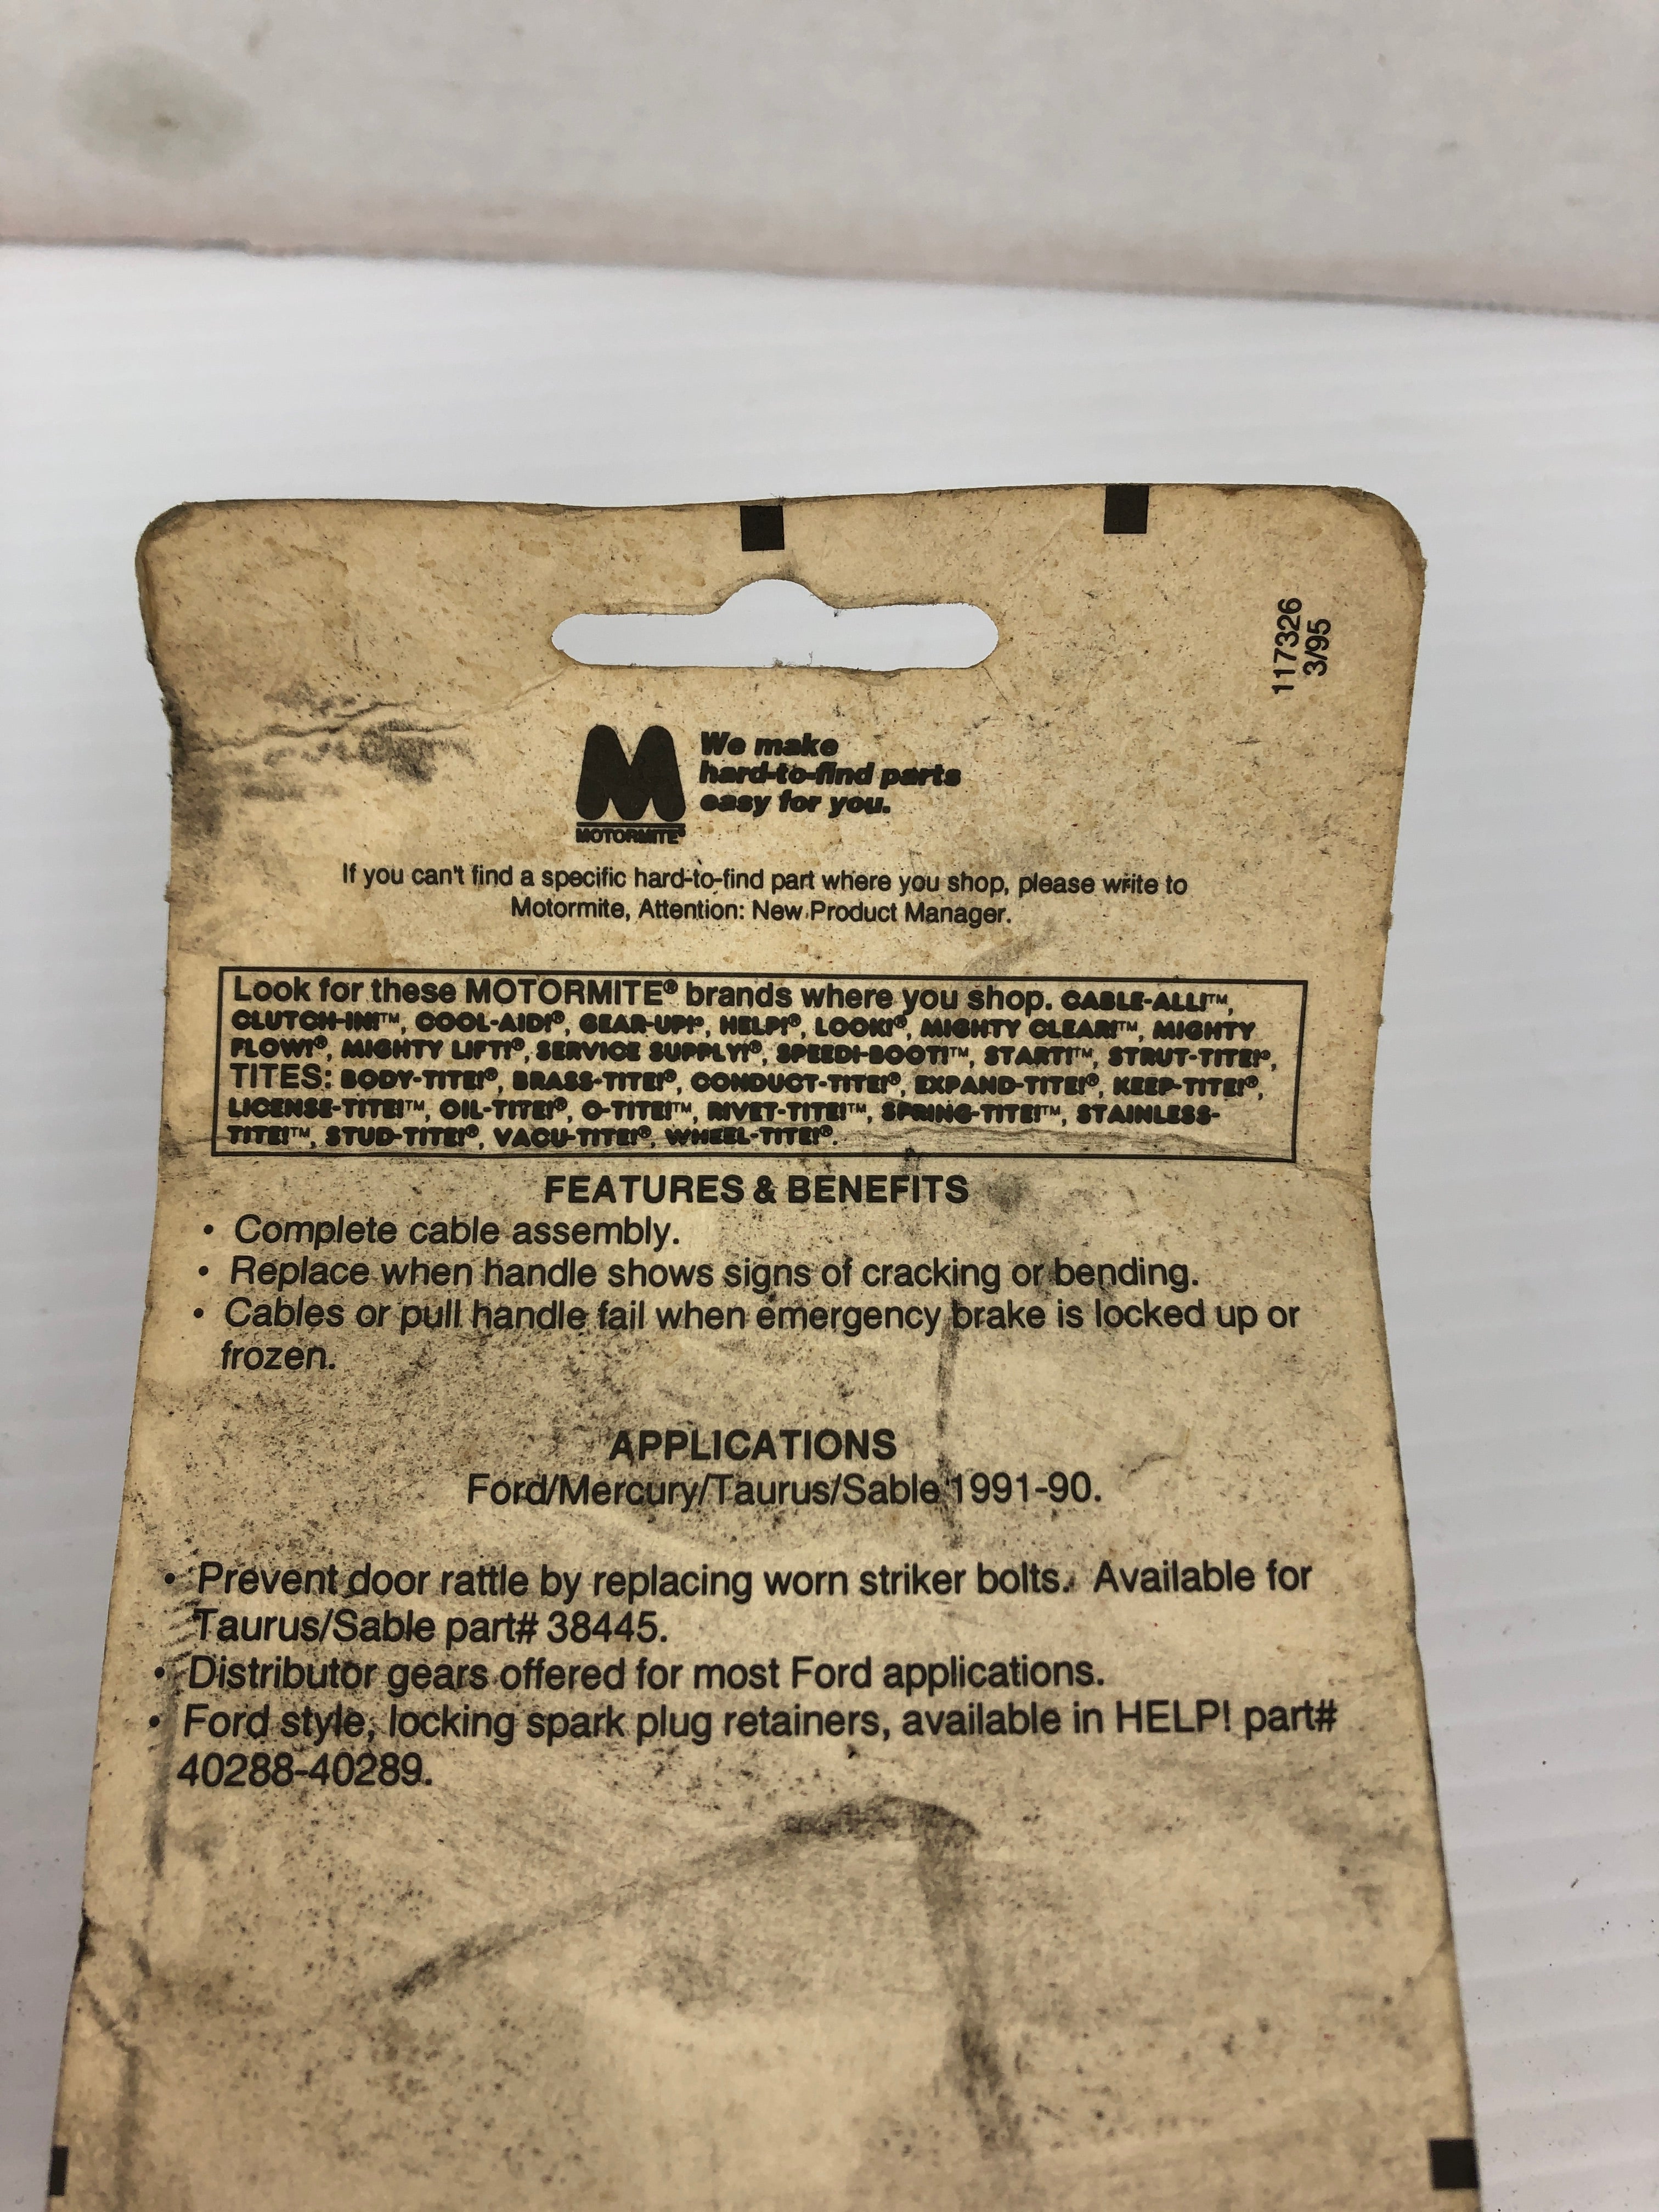 117326
3/95
We make
hard-to-find parts
easy for you.
MOTORMITE®
If you can't find a specific hard-to-find part where you shop, please write to
Motormite, Attention: New Product Manager.
Look for these MOTORMITE® brands where you shop. CABLE-ALL!™,
CLUTCH-IN!™, COOL-AID!®, GEAR-UP!®, HELP!®, LOOK!®, MIGHTY CLEAR!™, MIGHTY
FLOW!®, MIGHTY LIFT!®, SERVICE SUPPLY!®, SPEEDI-BOOT!™, START!™, STRUT-TITE!®,
TITES: BODY-TITE!®, BRASS-TITE!®, CONDUCT-TITE!®, EXPAND-TITE!®, KEEP-TITE!®,
LICENSE-TITE!™, OIL-TITE!®, O-TITE!™, RIVET-TITE!™, SPRING-TITE!™, STAINLESS-
TITE!™, STUD-TITE!®, VACU-TITE!®, WHEEL-TITE!®.
FEATURES & BENEFITS
• Complete cable assembly.
• Replace when handle shows signs of cracking or bending.
• Cables or pull handle fail when emergency brake is locked up or
frozen.
APPLICATIONS
Ford/Mercury/Taurus/Sable 1991-90.
• Prevent door rattle by replacing worn striker bolts. Available for
Taurus/Sable part# 38445.
• Distributor gears offered for most Ford applications.
• Ford style, locking spark plug retainers, available in HELP! part#
40288-40289.